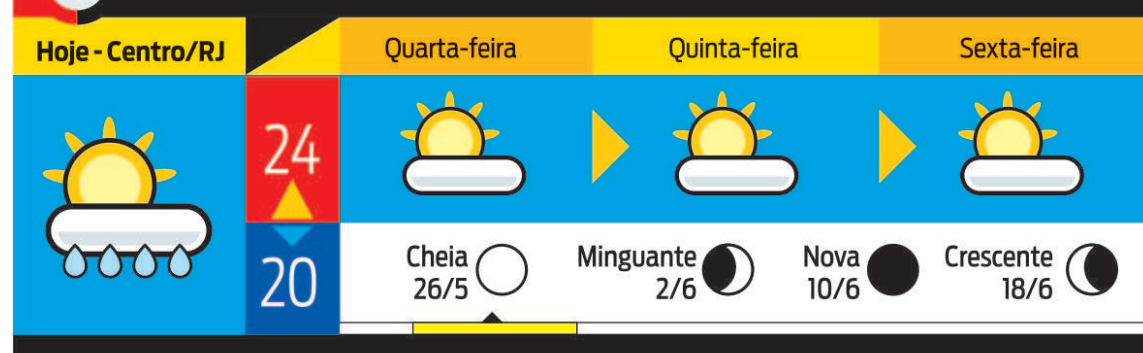 Hoje - Centro/RJ
Quarta-feira
Quinta-feira
Sexta-feira
24
20
Cheia
26/5
Minguante
2/6
Nova
10/6
Crescente
18/6